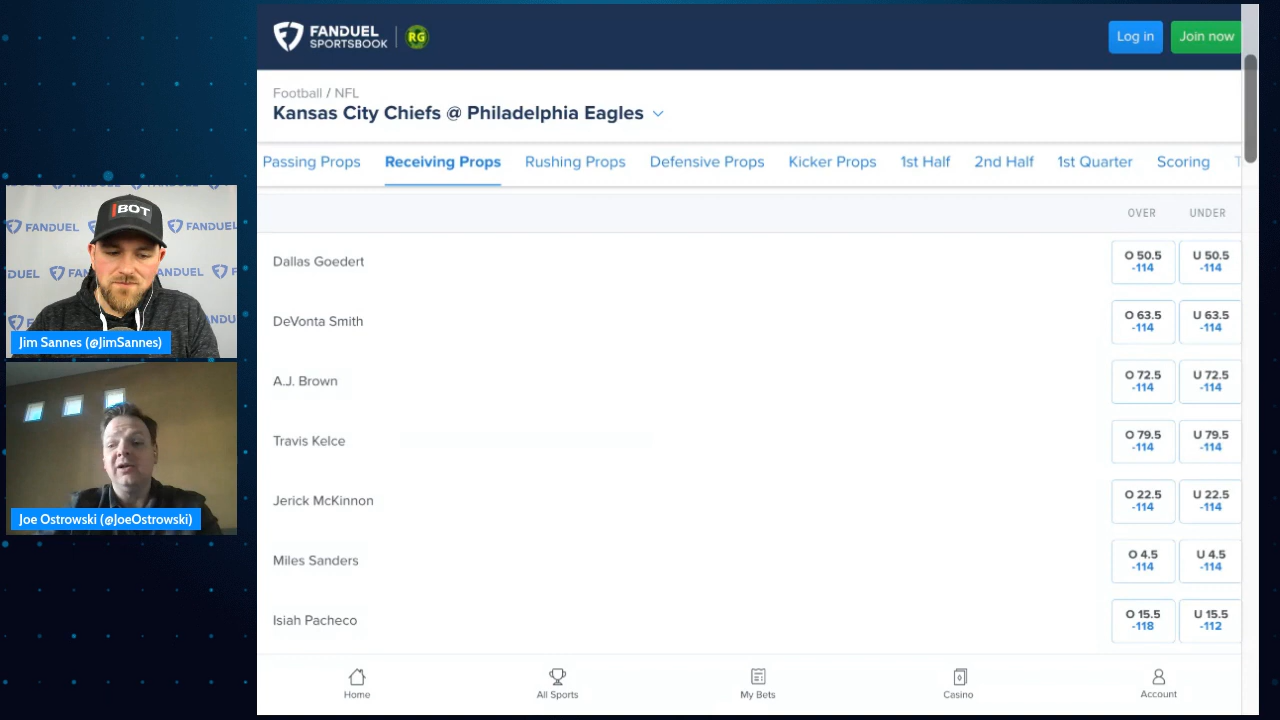 FANDUEL
SPORTSBOOK
RG
Log in
Join now
Football / NFL
Kansas City Chiefs @ Philadelphia Eagles
Passing Props
Receiving Props
Rushing Props
Defensive Props
Kicker Props
1st Half
2nd Half
1st Quarter
Scoring
OVER
UNDER
Dallas Goedert
O 50.5
-114
U 50.5
-114
DeVonta Smith
O 63.5
-114
U 63.5
-114
A.J. Brown
O 72.5
-114
U 72.5
-114
Travis Kelce
O 79.5
-114
U 79.5
-114
Jerick McKinnon
O 22.5
-114
U 22.5
-114
Miles Sanders
O 4.5
-114
U 4.5
-114
Isiah Pacheco
O 15.5
-118
U 15.5
-112
Home
All Sports
My Bets
Casino
Account
BOT
FANDUEL
FANDUEL
Jim Sannes (@JimSannes)
Joe Ostrowski (@JoeOstrowski)